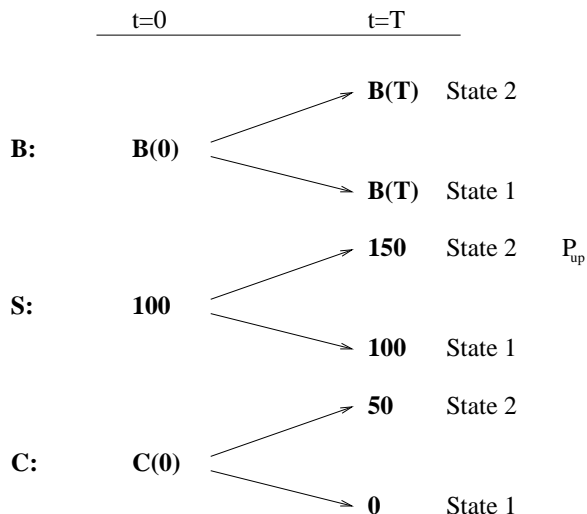 t=0 t=T
B(T) State 2
B: B(0)
B(T) State 1
150 State 2 P_up
S: 100
100 State 1
50 State 2
C: C(0)
0 State 1